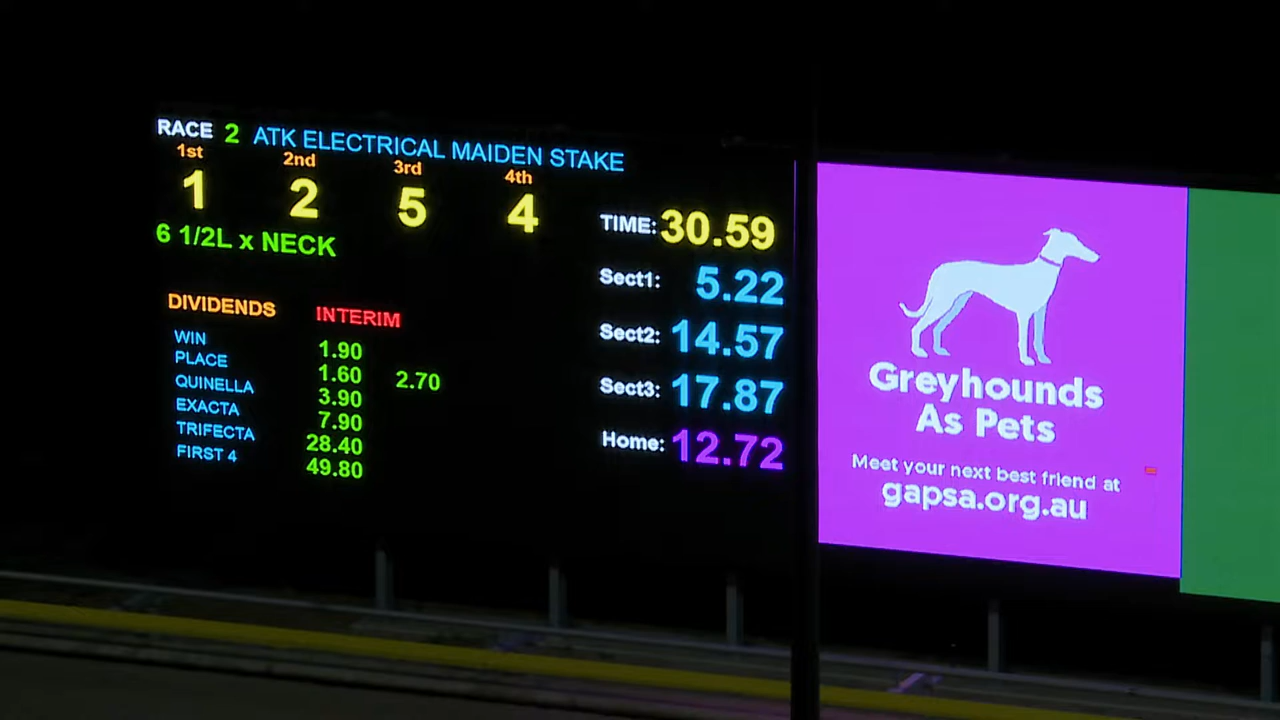 RACE 2 ATK ELECTRICAL MAIDEN STAKE
1st 2nd 3rd 4th
1 2 5 4
6 1/2L x NECK
TIME: 30.59
Sect1: 5.22
Sect2: 14.57
Sect3: 17.87
Home: 12.72
DIVIDENDS INTERIM
WIN 1.90
PLACE 1.60 2.70
QUINELLA 3.90
EXACTA 7.90
TRIFECTA 28.40
FIRST 4 49.80
Greyhounds
As Pets
Meet your next best friend at
gapsa.org.au